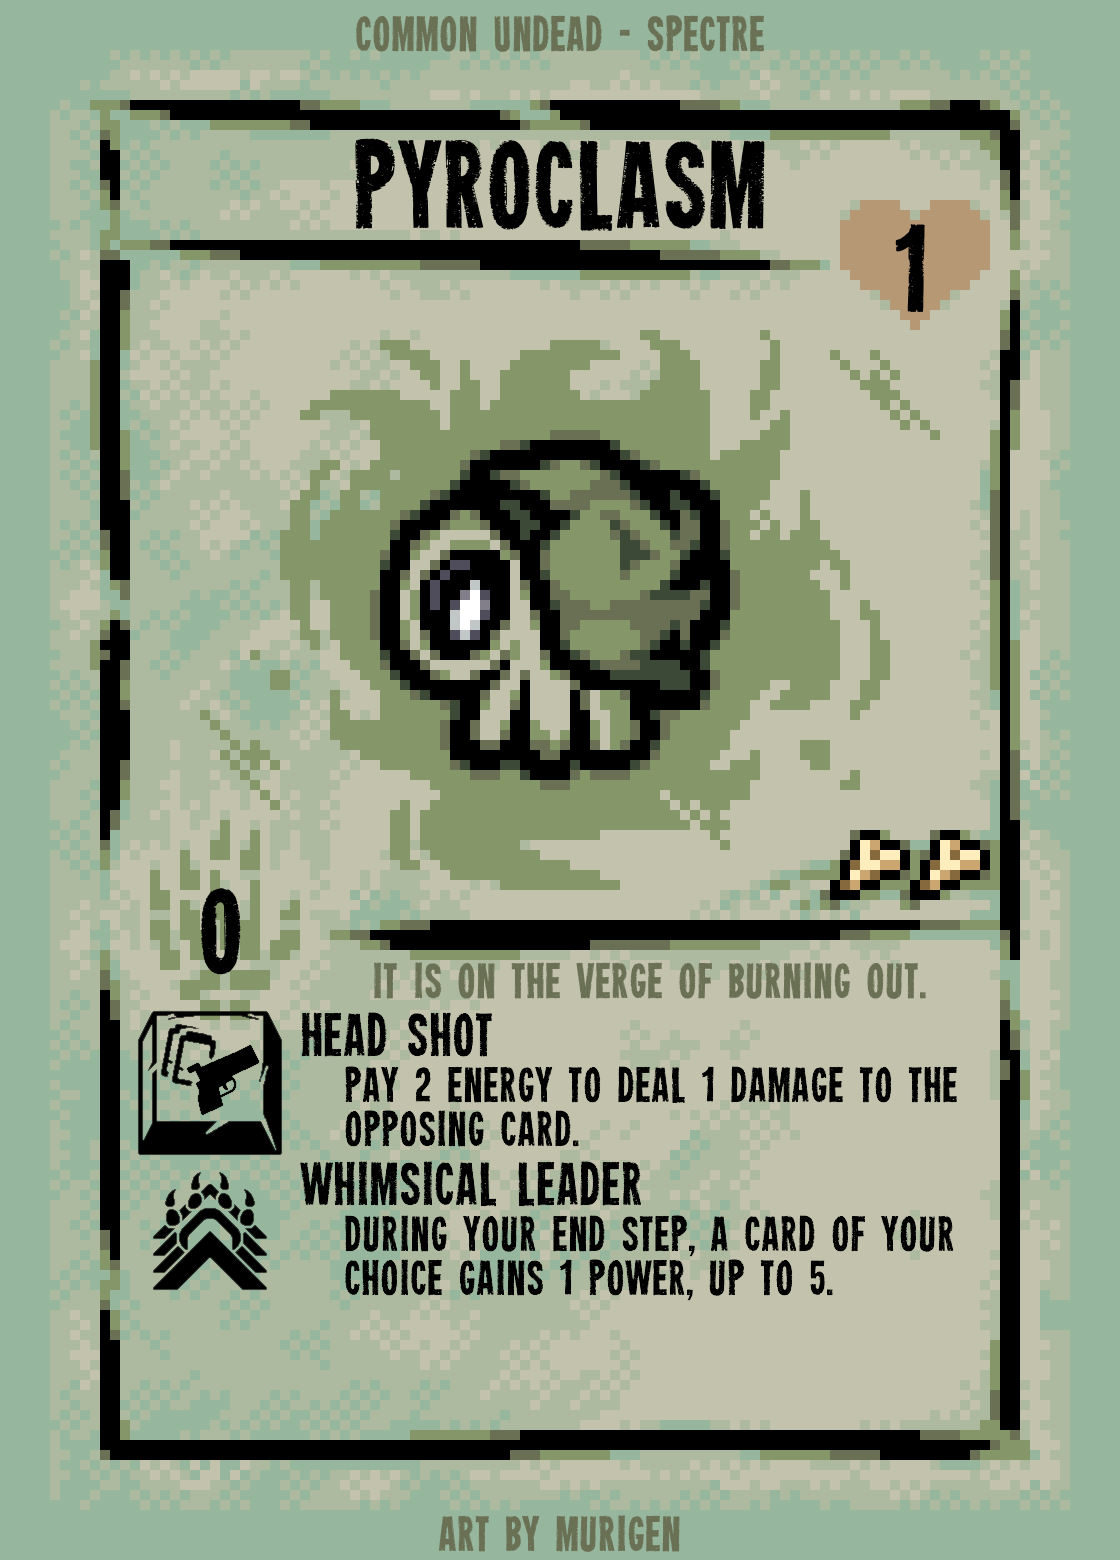 COMMON UNDEAD - SPECTRE
PYROCLASM
1
0
IT IS ON THE VERGE OF BURNING OUT.
HEAD SHOT
PAY 2 ENERGY TO DEAL 1 DAMAGE TO THE
OPPOSING CARD.
WHIMSICAL LEADER
DURING YOUR END STEP, A CARD OF YOUR
CHOICE GAINS 1 POWER, UP TO 5.
ART BY MURIGEN